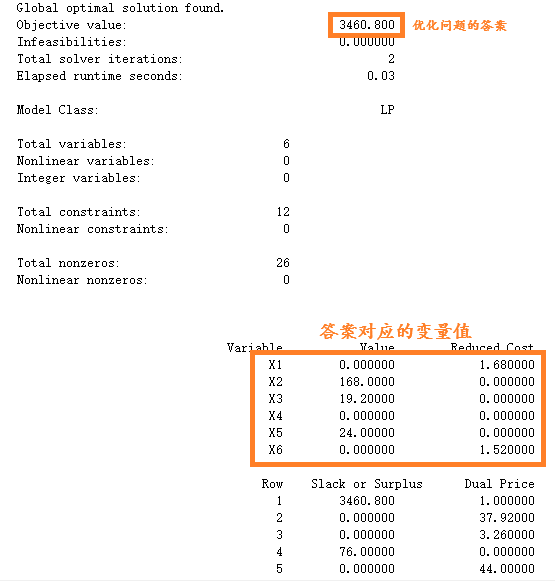 Global optimal solution found.
Objective value: 3460.800 优化问题的答案
Infeasibilities: 0.000000
Total solver iterations: 2
Elapsed runtime seconds: 0.03
Model Class: LP
Total variables: 6
Nonlinear variables: 0
Integer variables: 0
Total constraints: 12
Nonlinear constraints: 0
Total nonzeros: 26
Nonlinear nonzeros: 0
答案对应的变量值
Variable Value Reduced Cost
X1 0.000000 1.680000
X2 168.0000 0.000000
X3 19.20000 0.000000
X4 0.000000 0.000000
X5 24.00000 0.000000
X6 0.000000 1.520000
Row Slack or Surplus Dual Price
1 3460.800 1.000000
2 0.000000 37.92000
3 0.000000 3.260000
4 76.00000 0.000000
5 0.000000 44.00000